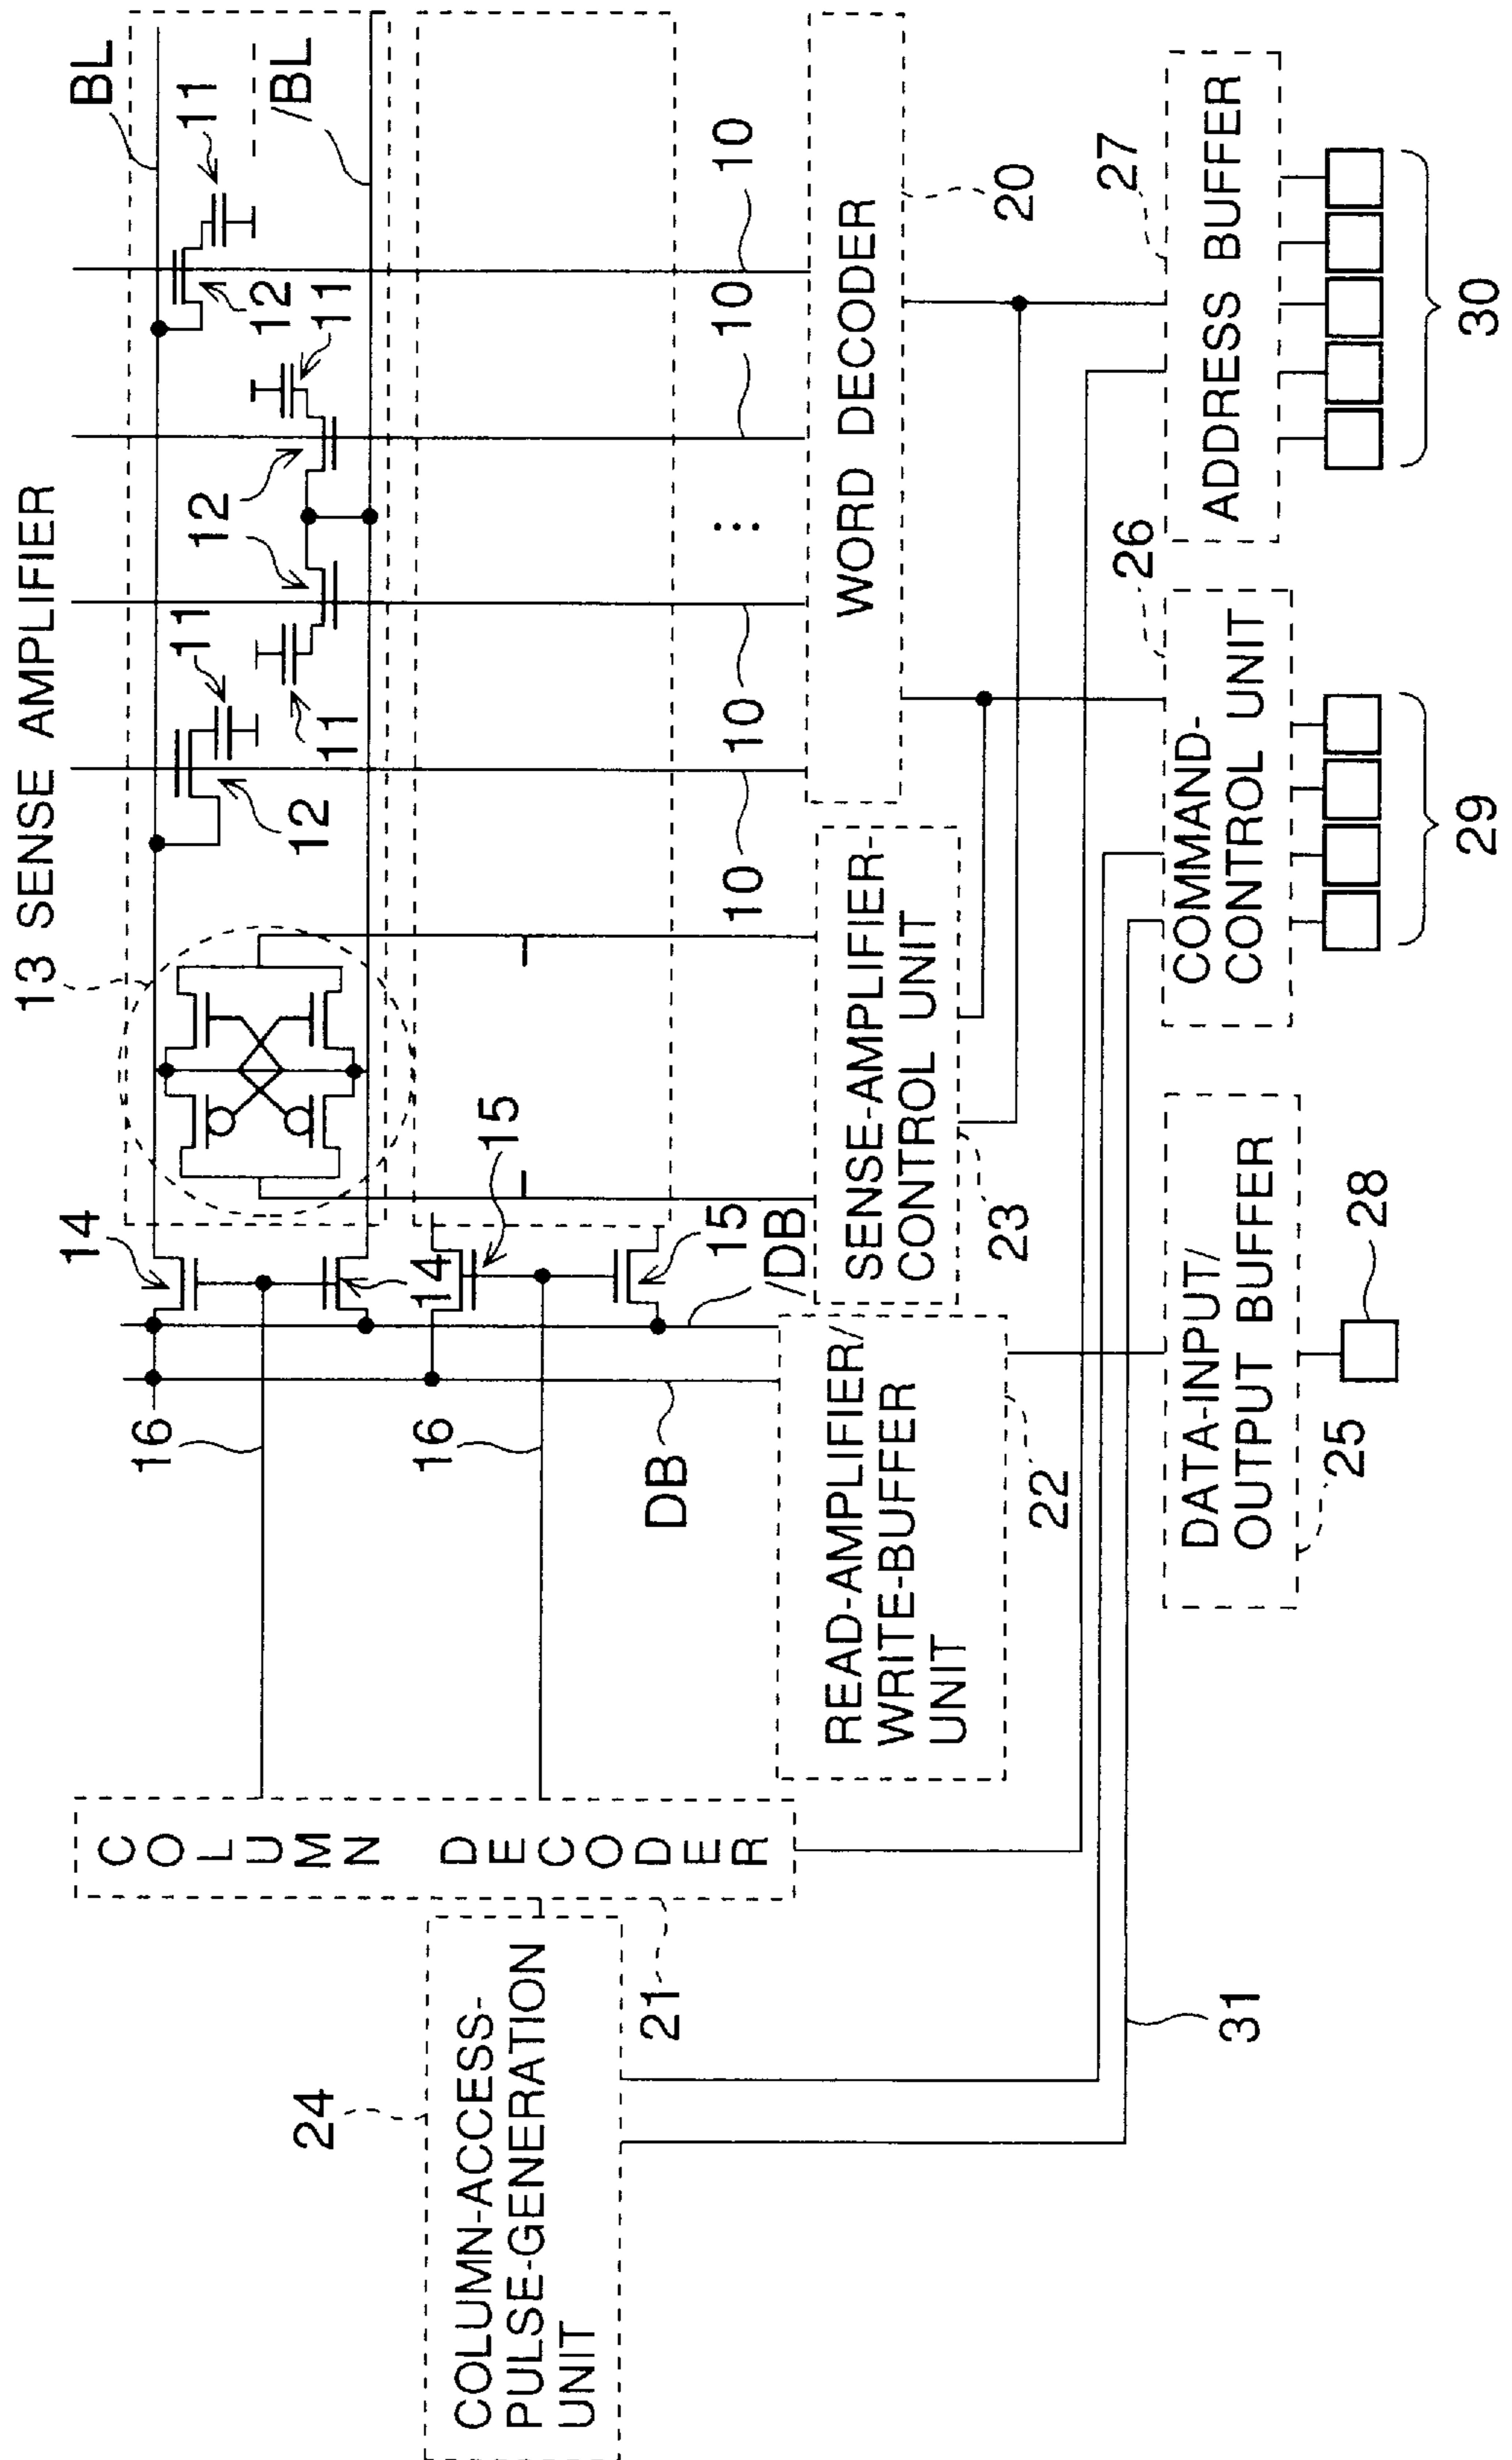 24
COLUMN-ACCESS-
PULSE-GENERATION
UNIT
21
COLUMN DECODER
31
16
16
DB
/DB
14
14
15
15
13 SENSE AMPLIFIER
BL
/BL
12
11
11
12
12
11
12
11
10
10
10
10
READ-AMPLIFIER/
WRITE-BUFFER
UNIT
22
SENSE-AMPLIFIER-
CONTROL UNIT
23
WORD DECODER
20
DATA-INPUT/
OUTPUT BUFFER
25
28
COMMAND-
CONTROL UNIT
26
29
ADDRESS BUFFER
27
30